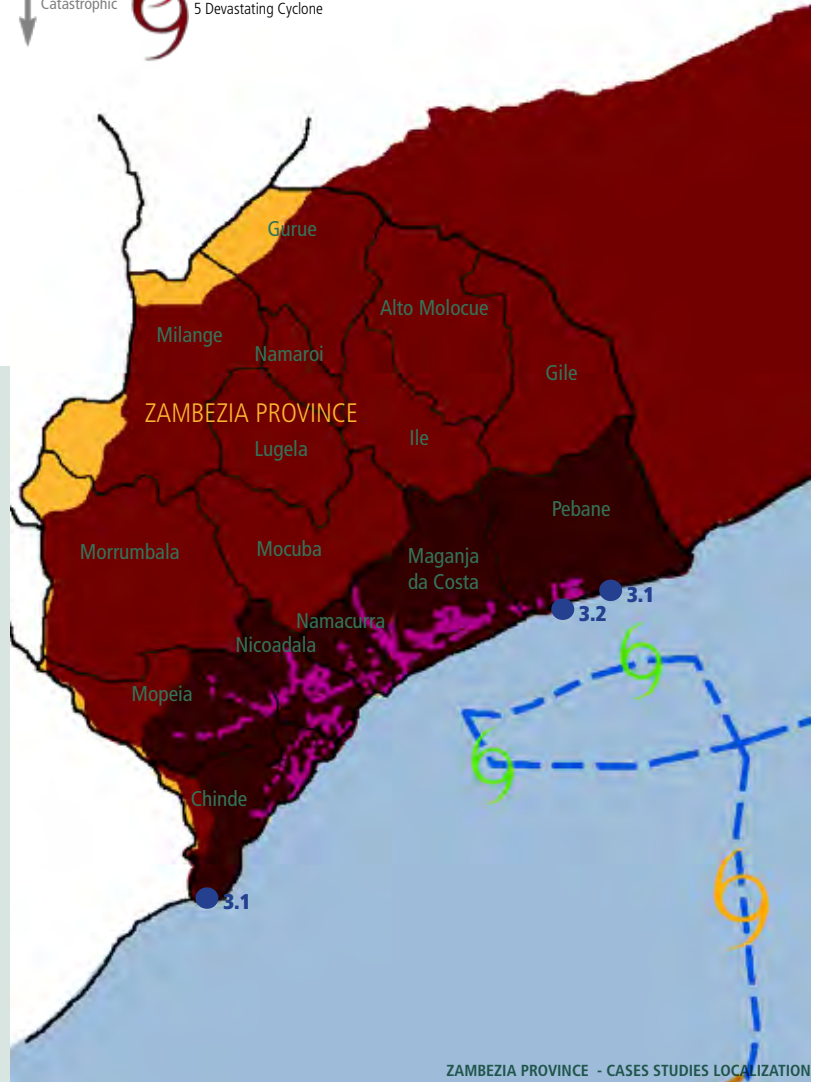 Catastrophic
5 Devastating Cyclone
Gurue
Alto Molocue
Milange
Namaroi
Gile
ZAMBEZIA PROVINCE
Ile
Lugela
Pebane
Morrumbala
Mocuba
Maganja
da Costa
3.1
3.2
Namacurra
Nicoadala
Mopeia
Chinde
3.1
ZAMBEZIA PROVINCE - CASES STUDIES LOCALIZATION